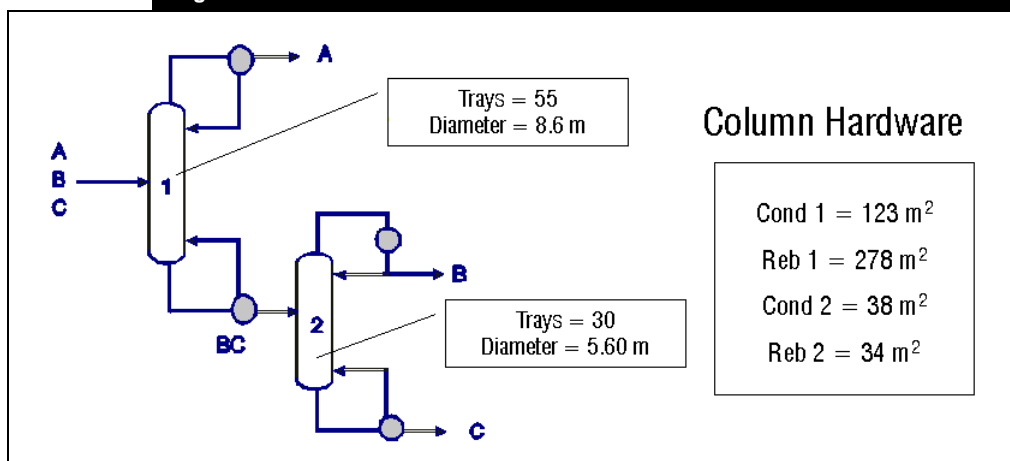 A
A
B
C
1
Trays = 55
Diameter = 8.6 m
Column Hardware
Cond 1 = 123 m²
Reb 1 = 278 m²
Cond 2 = 38 m²
Reb 2 = 34 m²
BC
2
B
Trays = 30
Diameter = 5.60 m
C